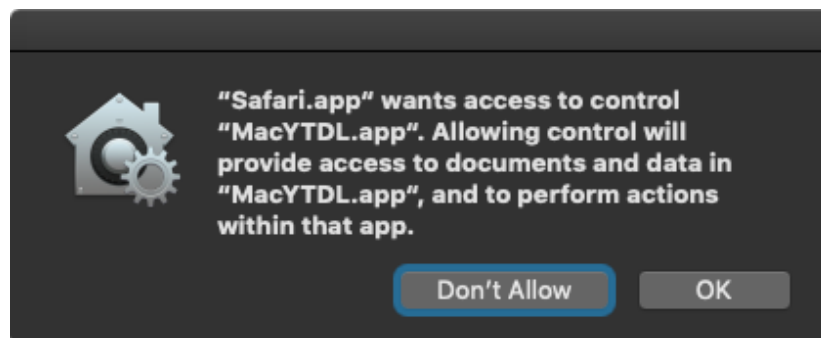 “Safari.app” wants access to control
“MacYTDL.app”. Allowing control will
provide access to documents and data in
“MacYTDL.app”, and to perform actions
within that app.
Don’t Allow
OK